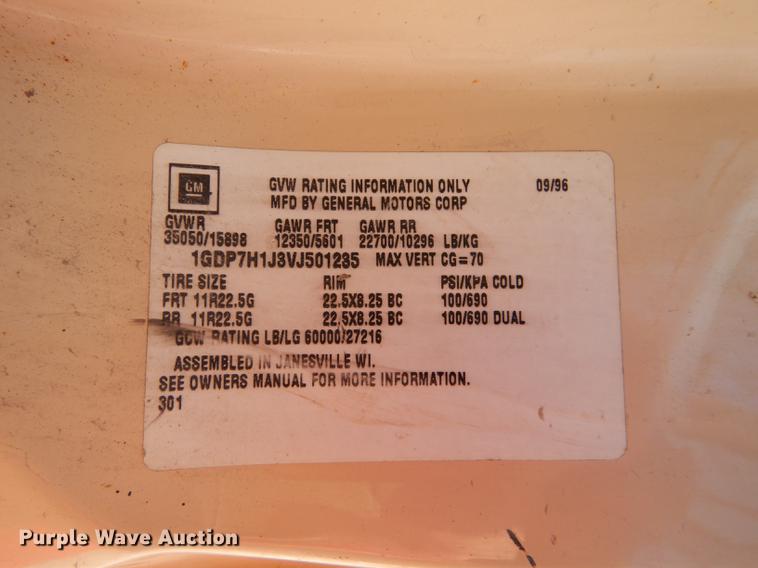 GM
GVW RATING INFORMATION ONLY 09/96
MFD BY GENERAL MOTORS CORP
GVWR GAWR FRT GAWR RR
35050/15898 12350/5601 22700/10296 LB/KG
1GDP7H1J3VJ501235 MAX VERT CG=70
TIRE SIZE RIM PSI/KPA COLD
FRT 11R22.5G 22.5X8.25 BC 100/690
RR 11R22.5G 22.5X8.25 BC 100/690 DUAL
GCW RATING LB/LG 60000/27216
ASSEMBLED IN JANESVILLE WI.
SEE OWNERS MANUAL FOR MORE INFORMATION.
301
Purple Wave Auction